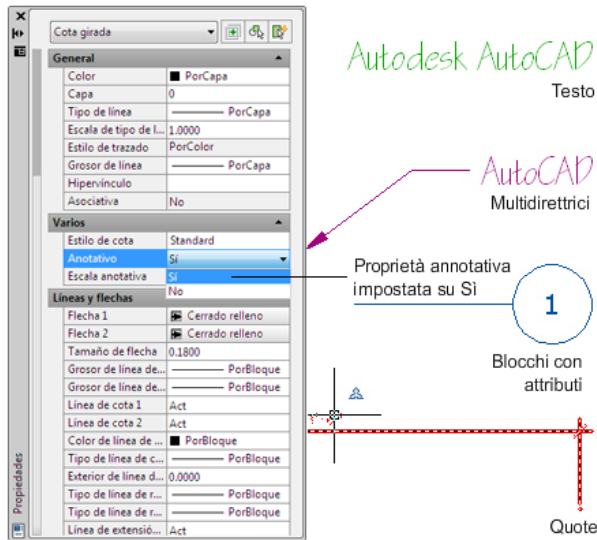 Cota girada
General
Color PorCapa
Capa 0
Tipo de línea PorCapa
Escala de tipo de l... 1.0000
Estilo de trazado PorColor
Grosor de línea PorCapa
Hipervínculo
Asociativa No
Varios
Estilo de cota Standard
Anotativo Sí
Escala anotativa Sí
No
Líneas y flechas
Flecha 1 Cerrado relleno
Flecha 2 Cerrado relleno
Tamaño de flecha 0.1800
Grosor de línea de... PorBloque
Grosor de línea de... PorBloque
Línea de cota 1 Act
Línea de cota 2 Act
Color de línea de ... PorBloque
Tipo de línea de c... PorBloque
Exterior de línea d... 0.0000
Tipo de línea de r... PorBloque
Tipo de línea de r... PorBloque
Línea de extensió... Act
Propiedades
Autodesk AutoCAD
Testo
AutoCAD
Multidirettrici
Proprietà annotativa
impostata su Sì
1
Blocchi con
attributi
Quote